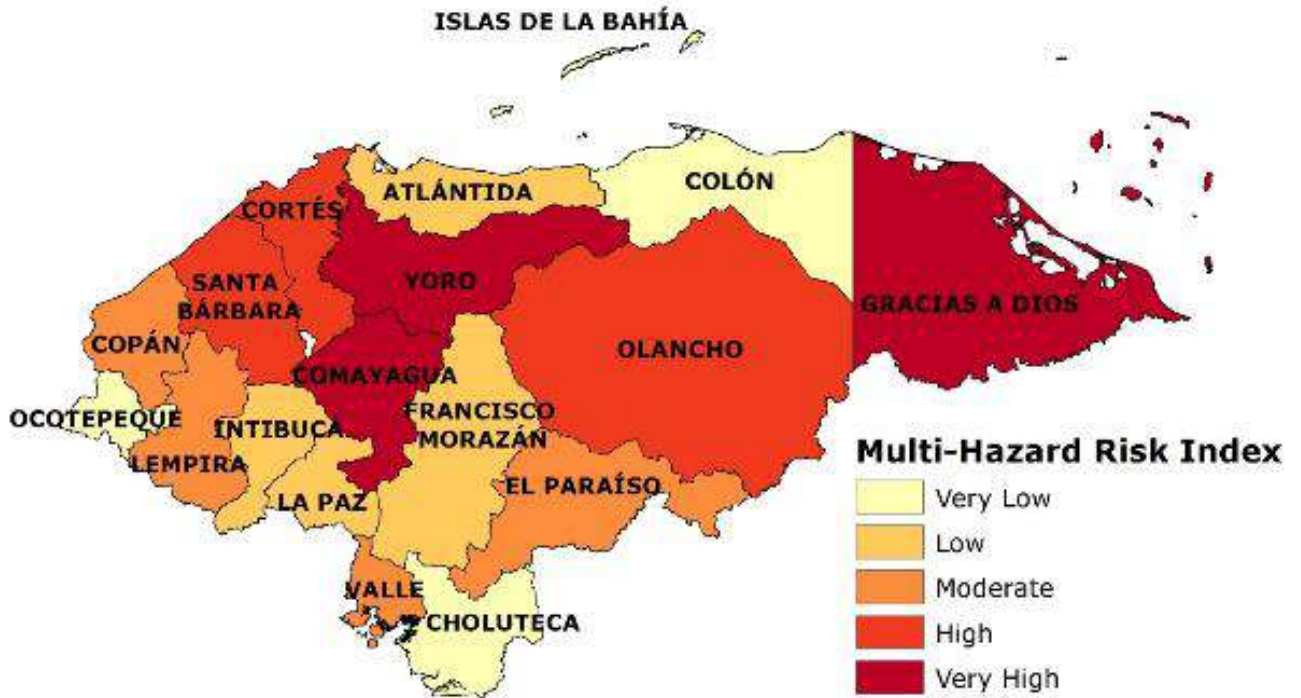 ISLAS DE LA BAHÍA
ATLÁNTIDA
COLÓN
CORTÉS
YORO
SANTA
BÁRBARA
GRACIAS A DIOS
COPÁN
OLANCHO
COMAYAGUA
OCOTEPEQUE
FRANCISCO
MORAZÁN
INTIBUCÁ
LEMPIRA
EL PARAÍSO
LA PAZ
VALLE
CHOLUTECA
Multi-Hazard Risk Index
Very Low
Low
Moderate
High
Very High